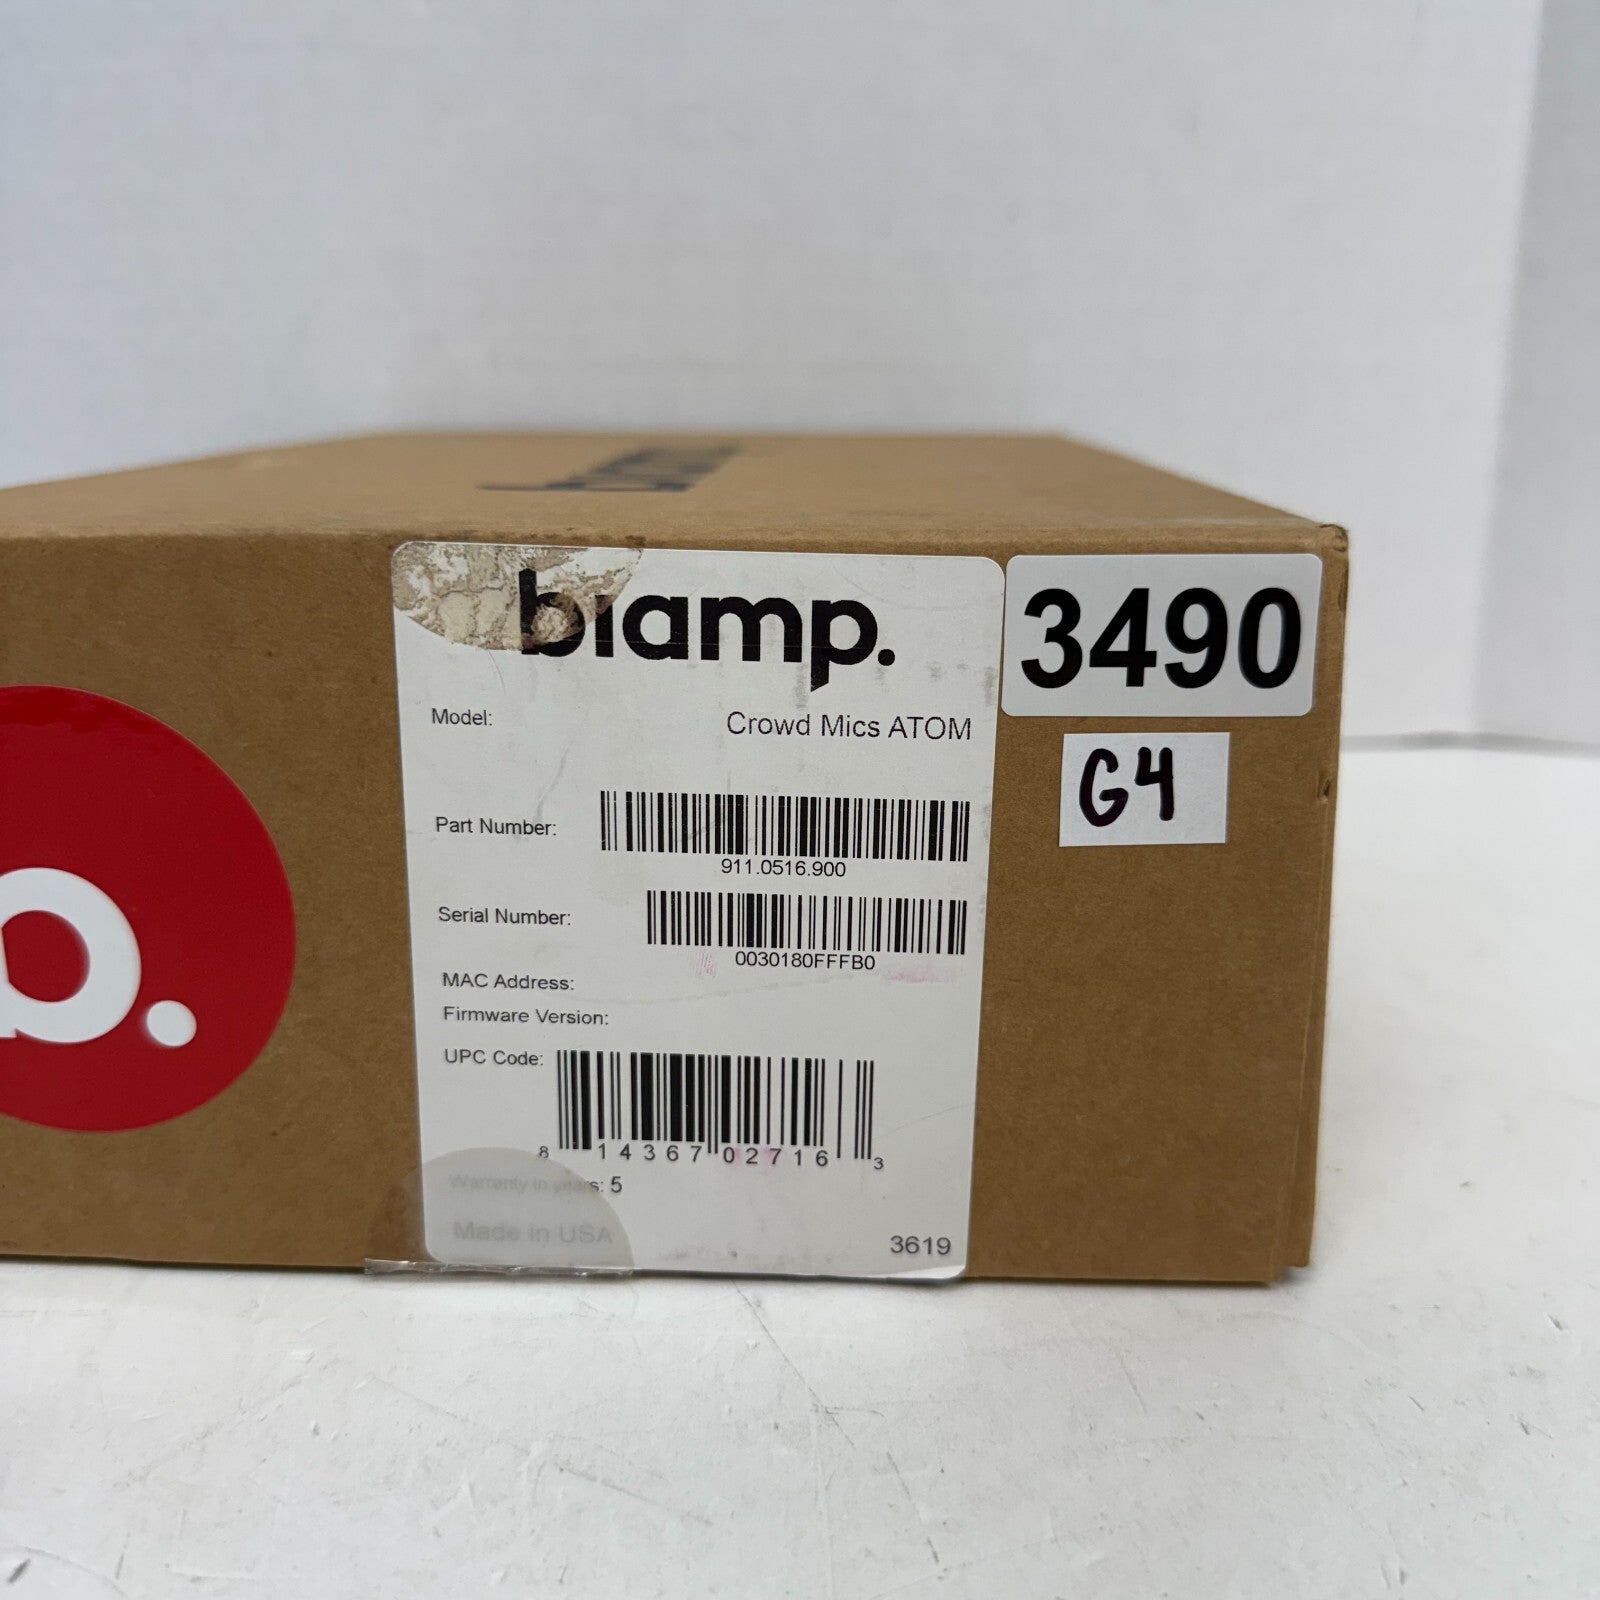 biamp.
biamp.
3490
Model: Crowd Mics ATOM
G4
Part Number:
911.0516.900
Serial Number:
0030180FFFB0
MAC Address:
Firmware Version:
UPC Code:
8 14367 02716 3
Warranty in years: 5
Made in USA
3619
p.